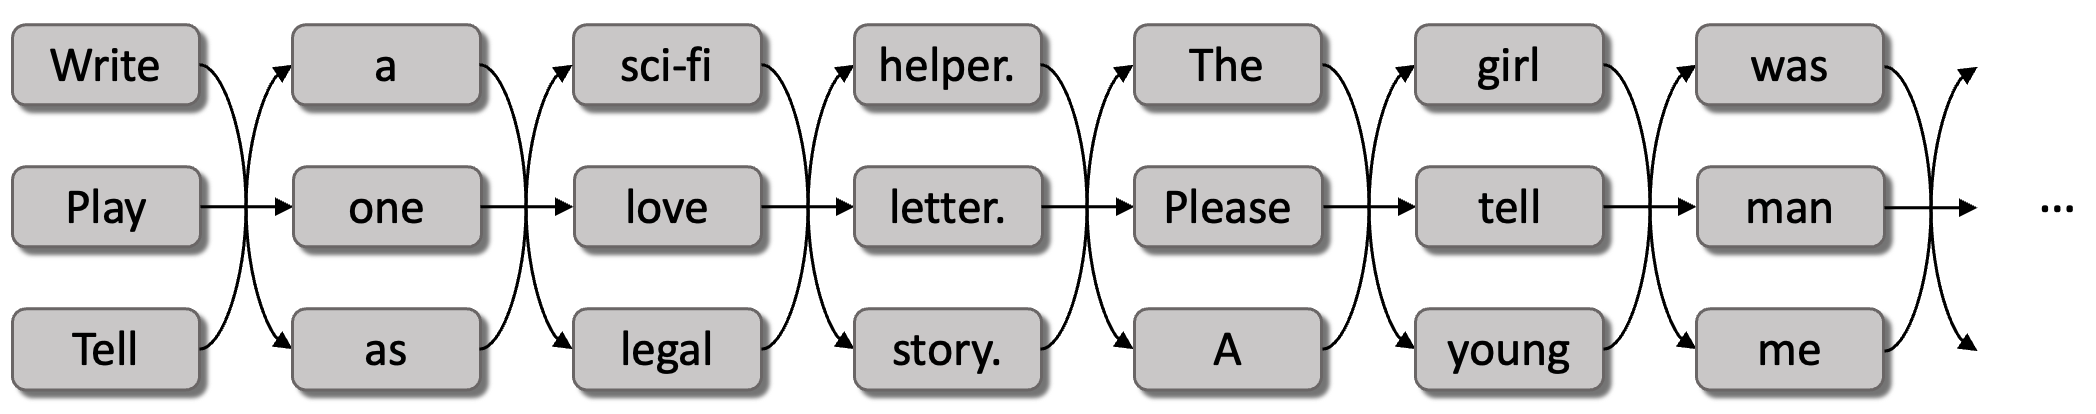 Write a sci-fi helper. The girl was
Play one love letter. Please tell man ...
Tell as legal story. A young me